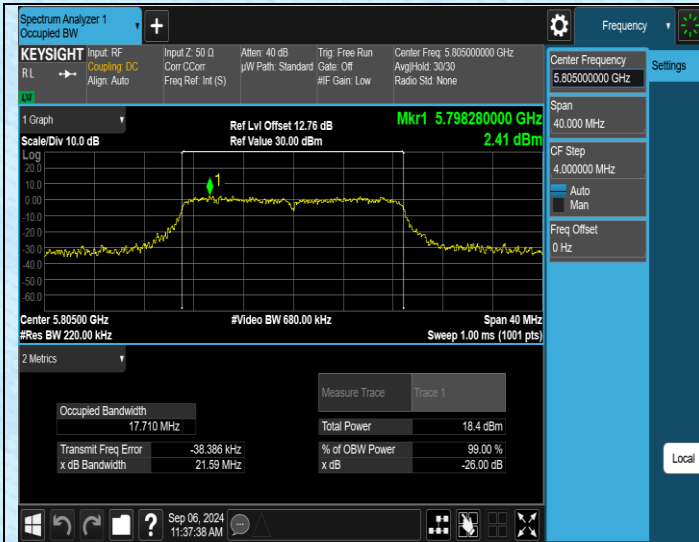 Spectrum Analyzer 1
Occupied BW
+
Frequency
KEYSIGHT
RL
LU
Input: RF
Coupling: DC
Align: Auto
Input Z: 50 Ω
Corr CCorr
Freq Ref: Int (S)
Atten: 40 dB
µW Path: Standard
Trig: Free Run
Gate: Off
#IF Gain: Low
Center Freq: 5.805000000 GHz
Avg|Hold: 30/30
Radio Std: None
Center Frequency
5.805000000 GHz
Settings
Span
40.000 MHz
CF Step
4.000000 MHz
Auto
Man
Freq Offset
0 Hz
1 Graph
Scale/Div 10.0 dB
Ref Lvl Offset 12.76 dB
Ref Value 30.00 dBm
Mkr1 5.798280000 GHz
2.41 dBm
Log
20.0
10.0
0.00
-10.0
-20.0
-30.0
-40.0
-50.0
-60.0
1
Center 5.80500 GHz
#Res BW 220.00 kHz
#Video BW 680.00 kHz
Span 40 MHz
Sweep 1.00 ms (1001 pts)
2 Metrics
Measure Trace Trace 1
Occupied Bandwidth
17.710 MHz
Total Power 18.4 dBm
Transmit Freq Error -38.386 kHz
% of OBW Power 99.00 %
x dB Bandwidth 21.59 MHz
x dB -26.00 dB
Local
?
Sep 06, 2024
11:37:38 AM